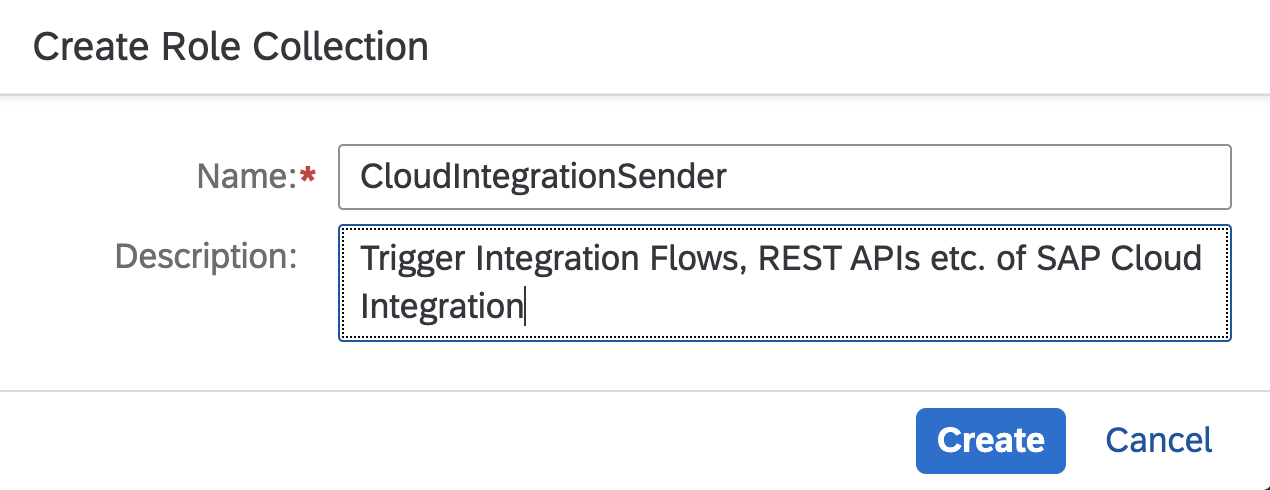 Create Role Collection
Name:* CloudIntegrationSender
Description: Trigger Integration Flows, REST APIs etc. of SAP Cloud
Integration
Create Cancel